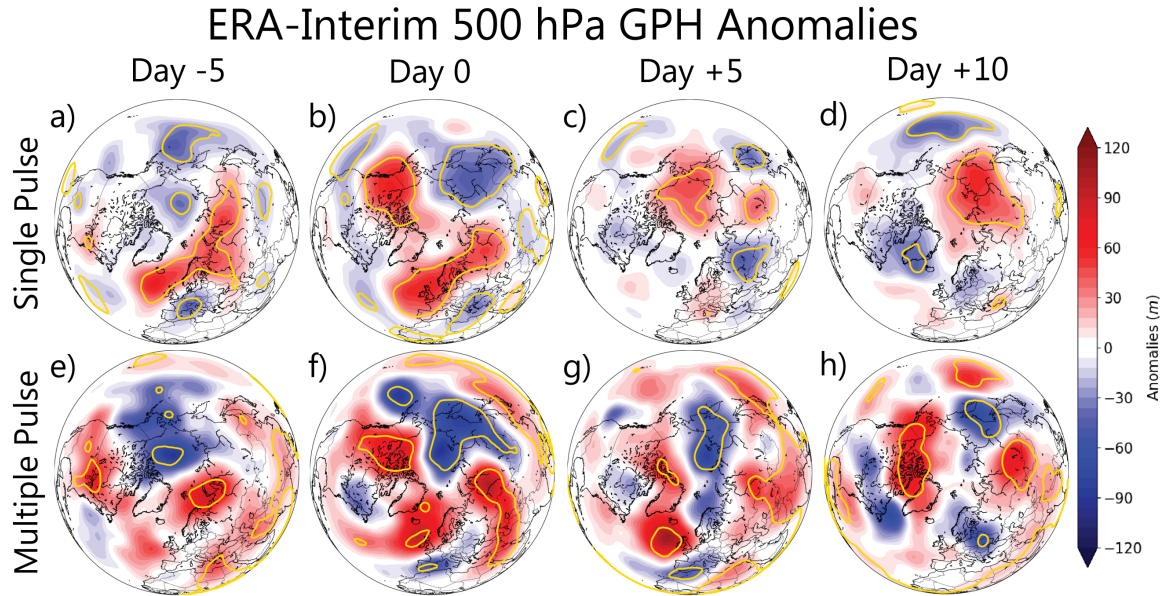 ERA-Interim 500 hPa GPH Anomalies
Day -5
Day 0
Day +5
Day +10
Single Pulse
a)
b)
c)
d)
Multiple Pulse
e)
f)
g)
h)
120
90
60
30
0
−30
−60
−90
−120
Anomalies (m)